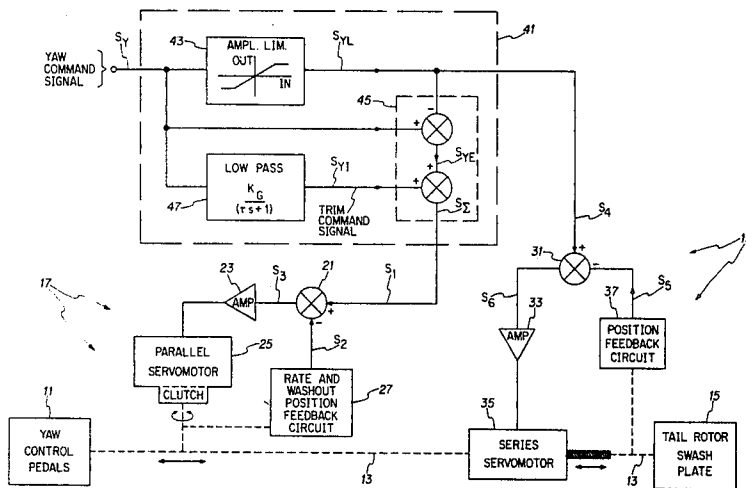 41
43
AMPL. LIM.
OUT
IN
S_Y
S_YL
YAW
COMMAND
SIGNAL
45
-
+
S_YE
+
+
LOW PASS
K_G
(τs+1)
47
S_YI
TRIM
COMMAND
SIGNAL
S_Σ
S_4
31
+
-
S_1
S_5
S_6
33
AMP
37
POSITION
FEEDBACK
CIRCUIT
17
23
AMP
S_3
21
+
-
S_2
25
PARALLEL
SERVOMOTOR
CLUTCH
RATE AND
WASHOUT
POSITION
FEEDBACK
CIRCUIT
27
11
YAW
CONTROL
PEDALS
13
35
SERIES
SERVOMOTOR
13
15
TAIL ROTOR
SWASH
PLATE